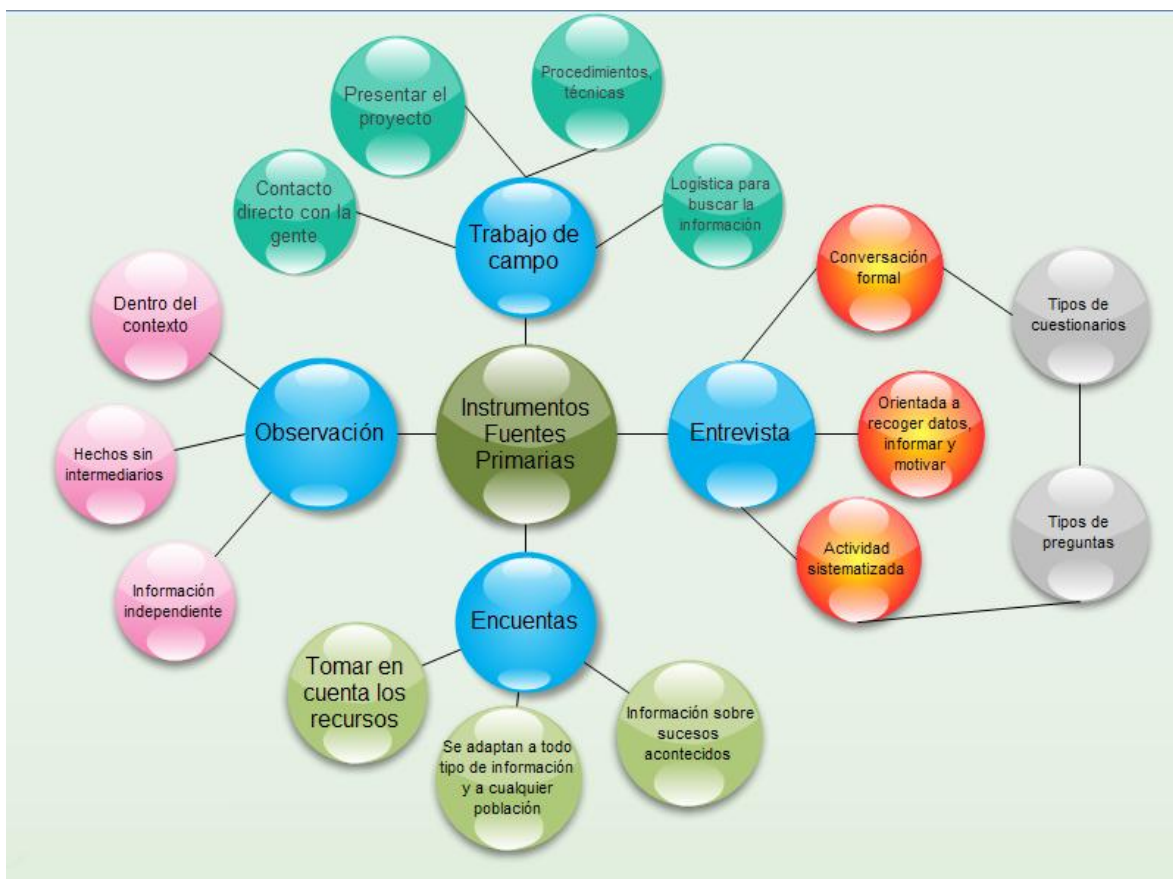 Procedimientos,
técnicas
Presentar el
proyecto
Contacto
directo con la
gente
Logística para
buscar la
información
Trabajo de
campo
Conversación
formal
Tipos de
cuestionarios
Dentro del
contexto
Instrumentos
Fuentes
Primarias
Observación
Entrevista
Orientada a
recoger datos,
informar y
motivar
Hechos sin
intermediarios
Tipos de
preguntas
Actividad
sistematizada
Información
independiente
Encuentas
Tomar en
cuenta los
recursos
Se adaptan a todo
tipo de información
y a cualquier
población
Información sobre
sucesos
acontecidos